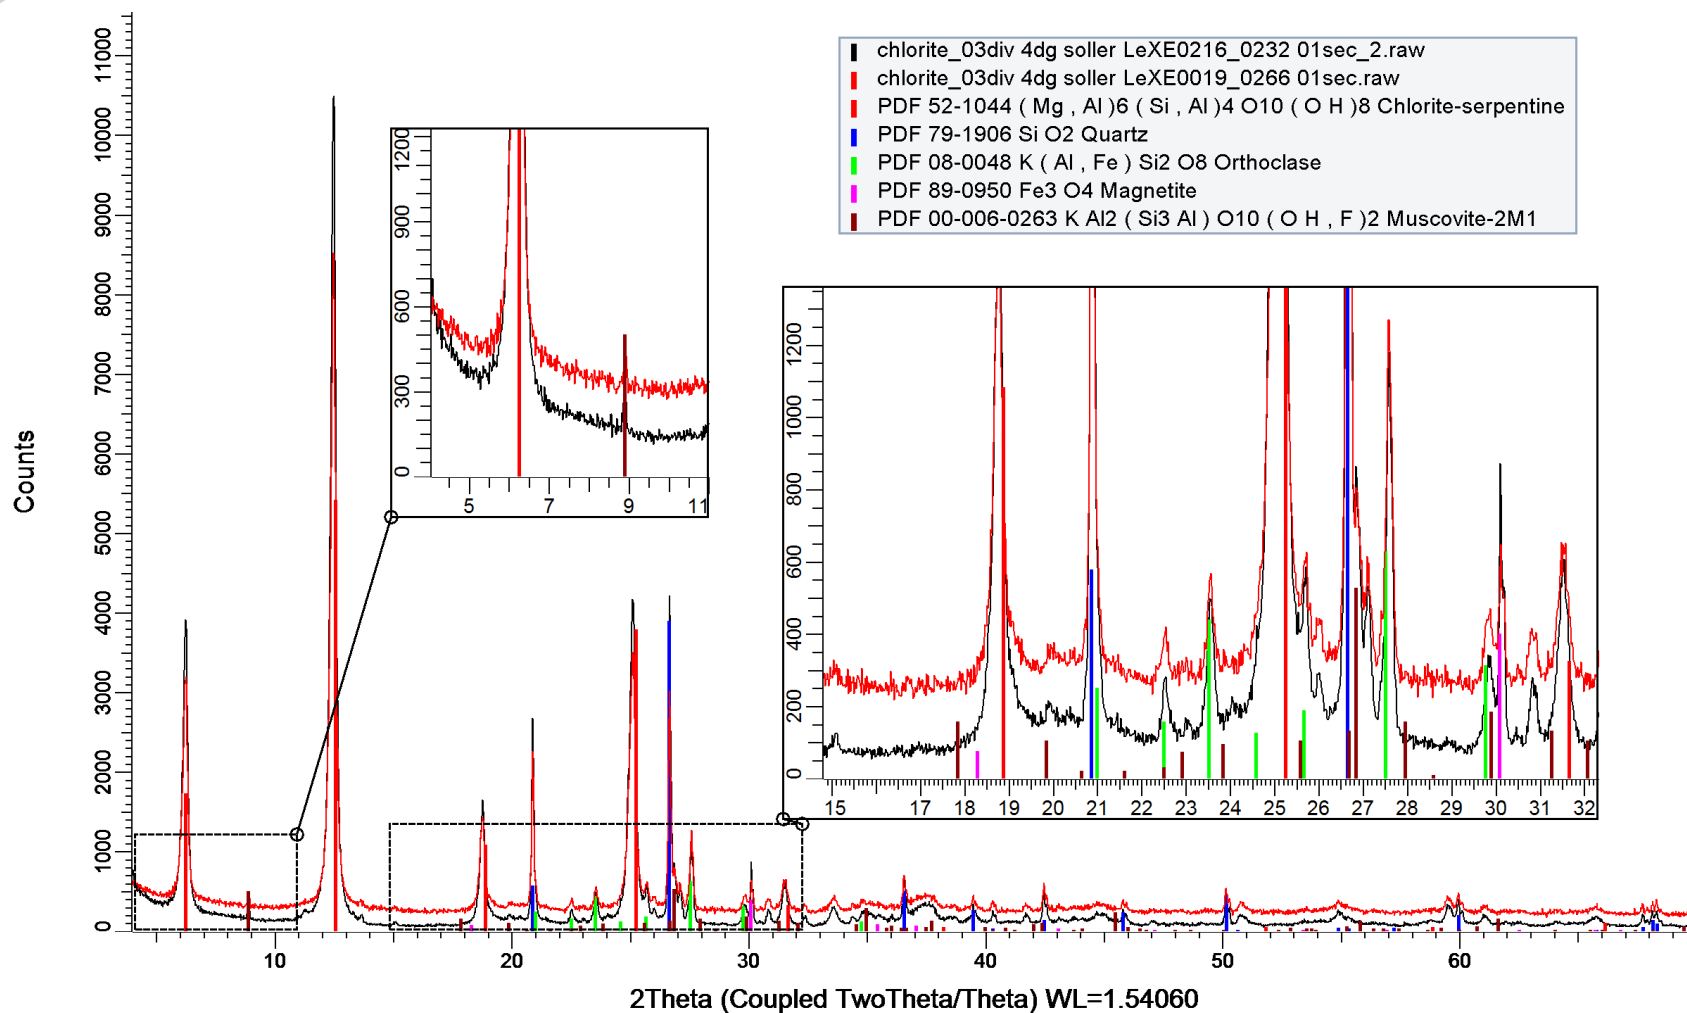 chlorite_03div 4dg soller LeXE0216_0232 01sec_2.raw
chlorite_03div 4dg soller LeXE0019_0266 01sec.raw
PDF 52-1044 ( Mg , Al )6 ( Si , Al )4 O10 ( O H )8 Chlorite-serpentine
PDF 79-1906 Si O2 Quartz
PDF 08-0048 K ( Al , Fe ) Si2 O8 Orthoclase
PDF 89-0950 Fe3 O4 Magnetite
PDF 00-006-0263 K Al2 ( Si3 Al ) O10 ( O H , F )2 Muscovite-2M1
Counts
11000
10000
9000
8000
7000
6000
5000
4000
3000
2000
1000
0
1200
900
600
300
0
5 7 9 11
1200
1000
800
600
400
200
0
15 17 18 19 20 21 22 23 24 25 26 27 28 29 30 31 32
10 20 30 40 50 60
2Theta (Coupled TwoTheta/Theta) WL=1.54060